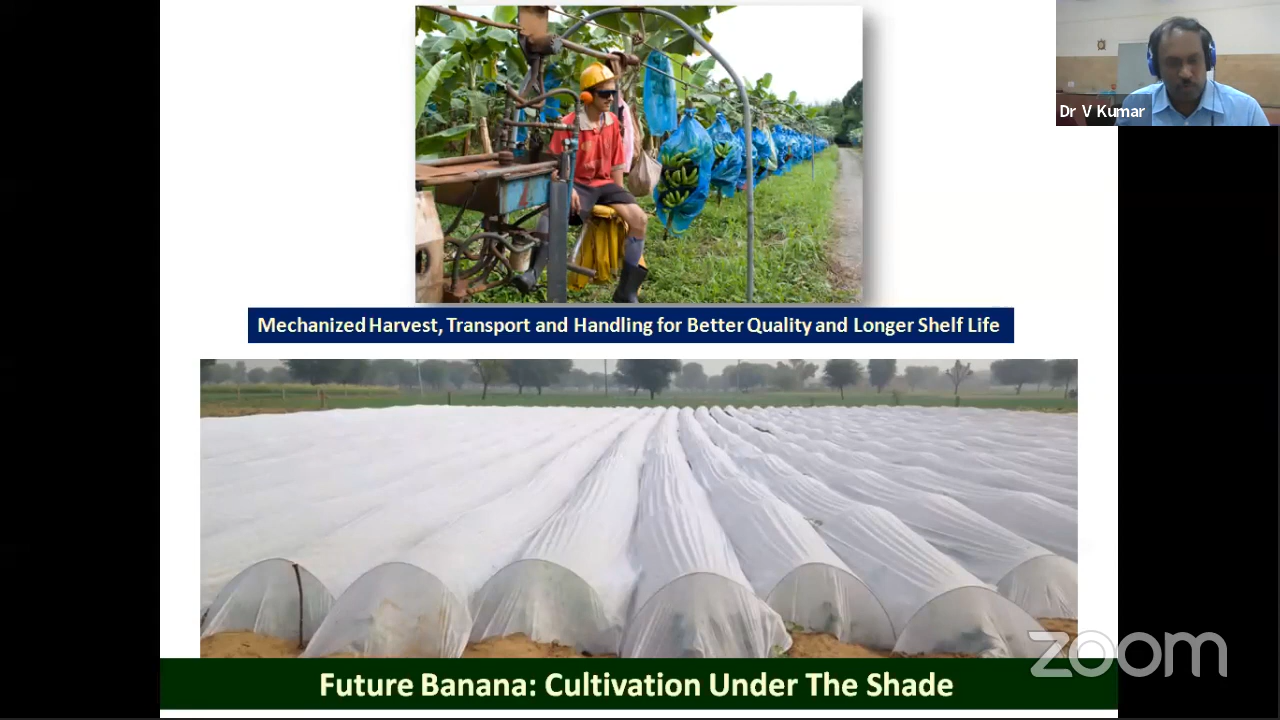 Dr V Kumar
Mechanized Harvest, Transport and Handling for Better Quality and Longer Shelf Life
zoom
Future Banana: Cultivation Under The Shade